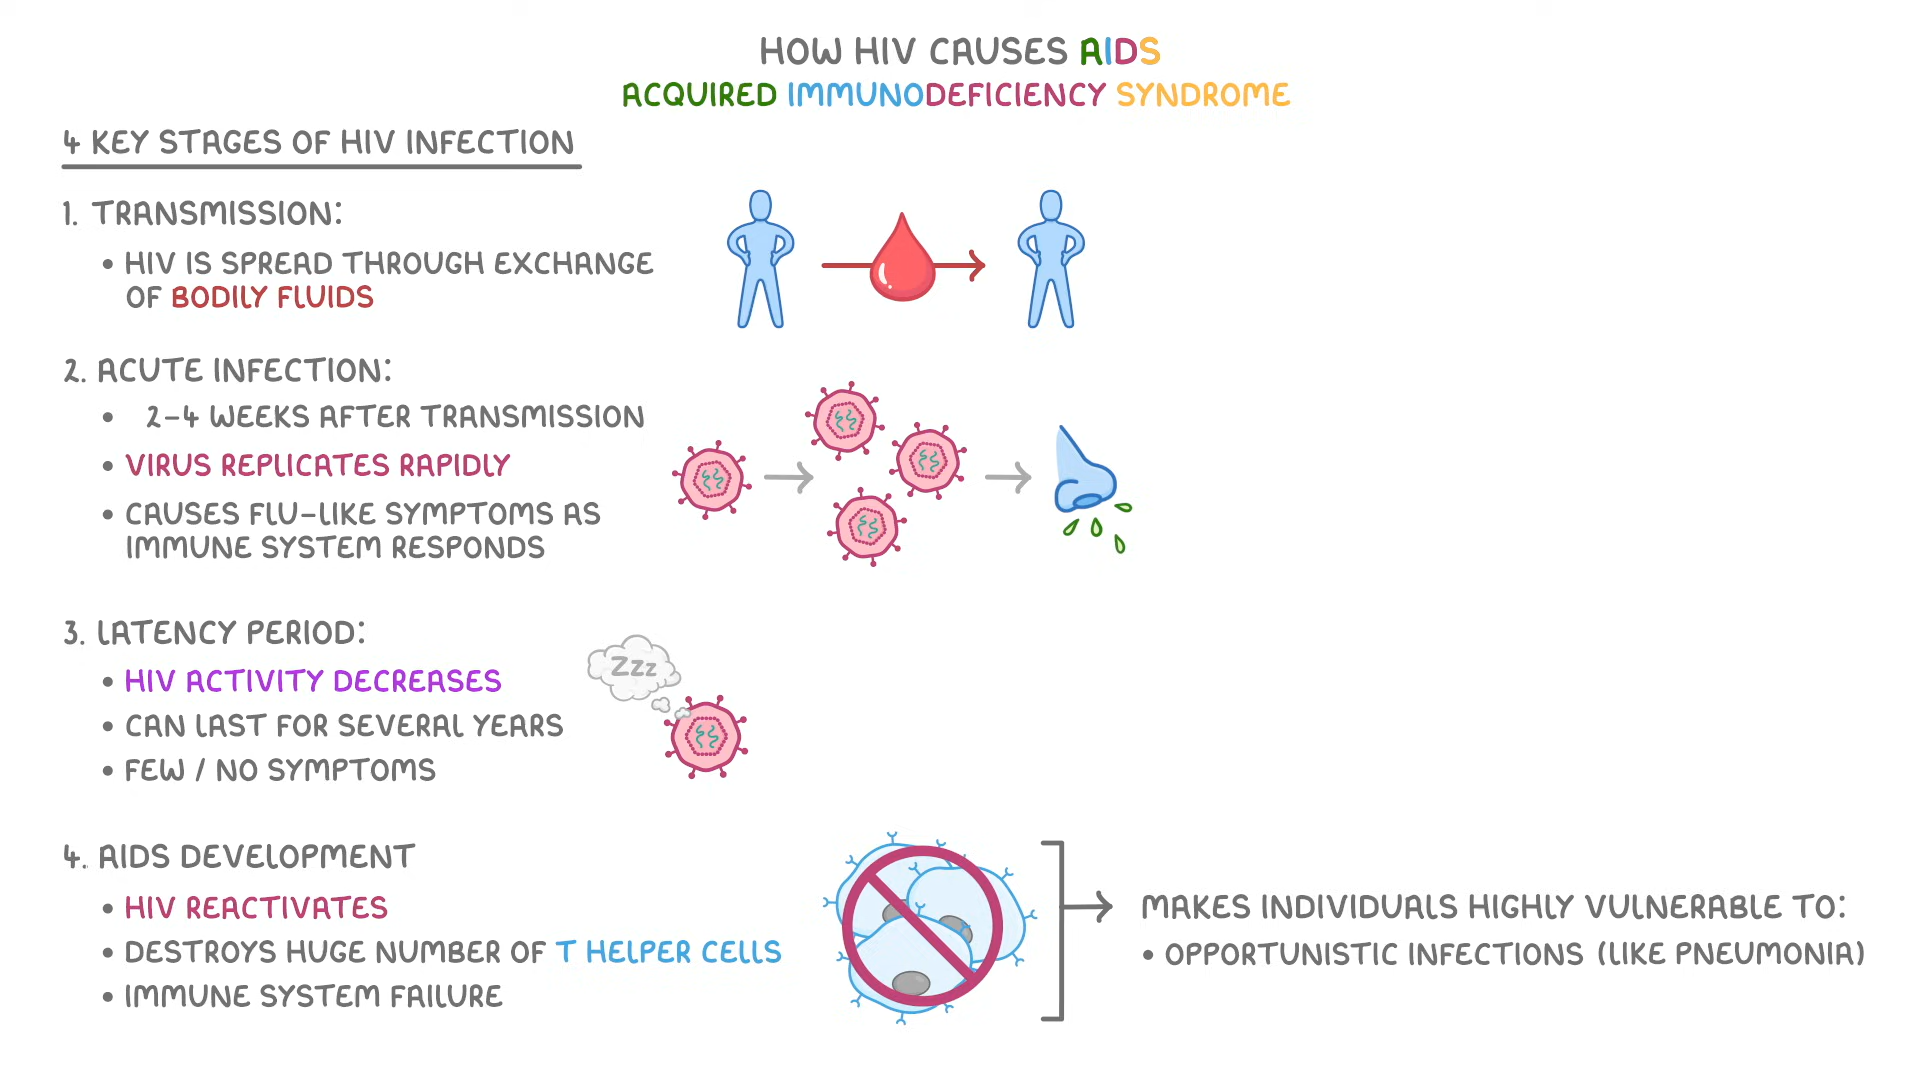 HOW HIV CAUSES AIDS
ACQUIRED IMMUNODEFICIENCY SYNDROME
4 KEY STAGES OF HIV INFECTION
1. TRANSMISSION:
• HIV IS SPREAD THROUGH EXCHANGE
OF BODILY FLUIDS
2. ACUTE INFECTION:
• 2-4 WEEKS AFTER TRANSMISSION
• VIRUS REPLICATES RAPIDLY
• CAUSES FLU-LIKE SYMPTOMS AS
IMMUNE SYSTEM RESPONDS
3. LATENCY PERIOD:
• HIV ACTIVITY DECREASES
• CAN LAST FOR SEVERAL YEARS
• FEW / NO SYMPTOMS
Zzz
4. AIDS DEVELOPMENT
• HIV REACTIVATES
• DESTROYS HUGE NUMBER OF T HELPER CELLS
• IMMUNE SYSTEM FAILURE
MAKES INDIVIDUALS HIGHLY VULNERABLE TO:
• OPPORTUNISTIC INFECTIONS (LIKE PNEUMONIA)